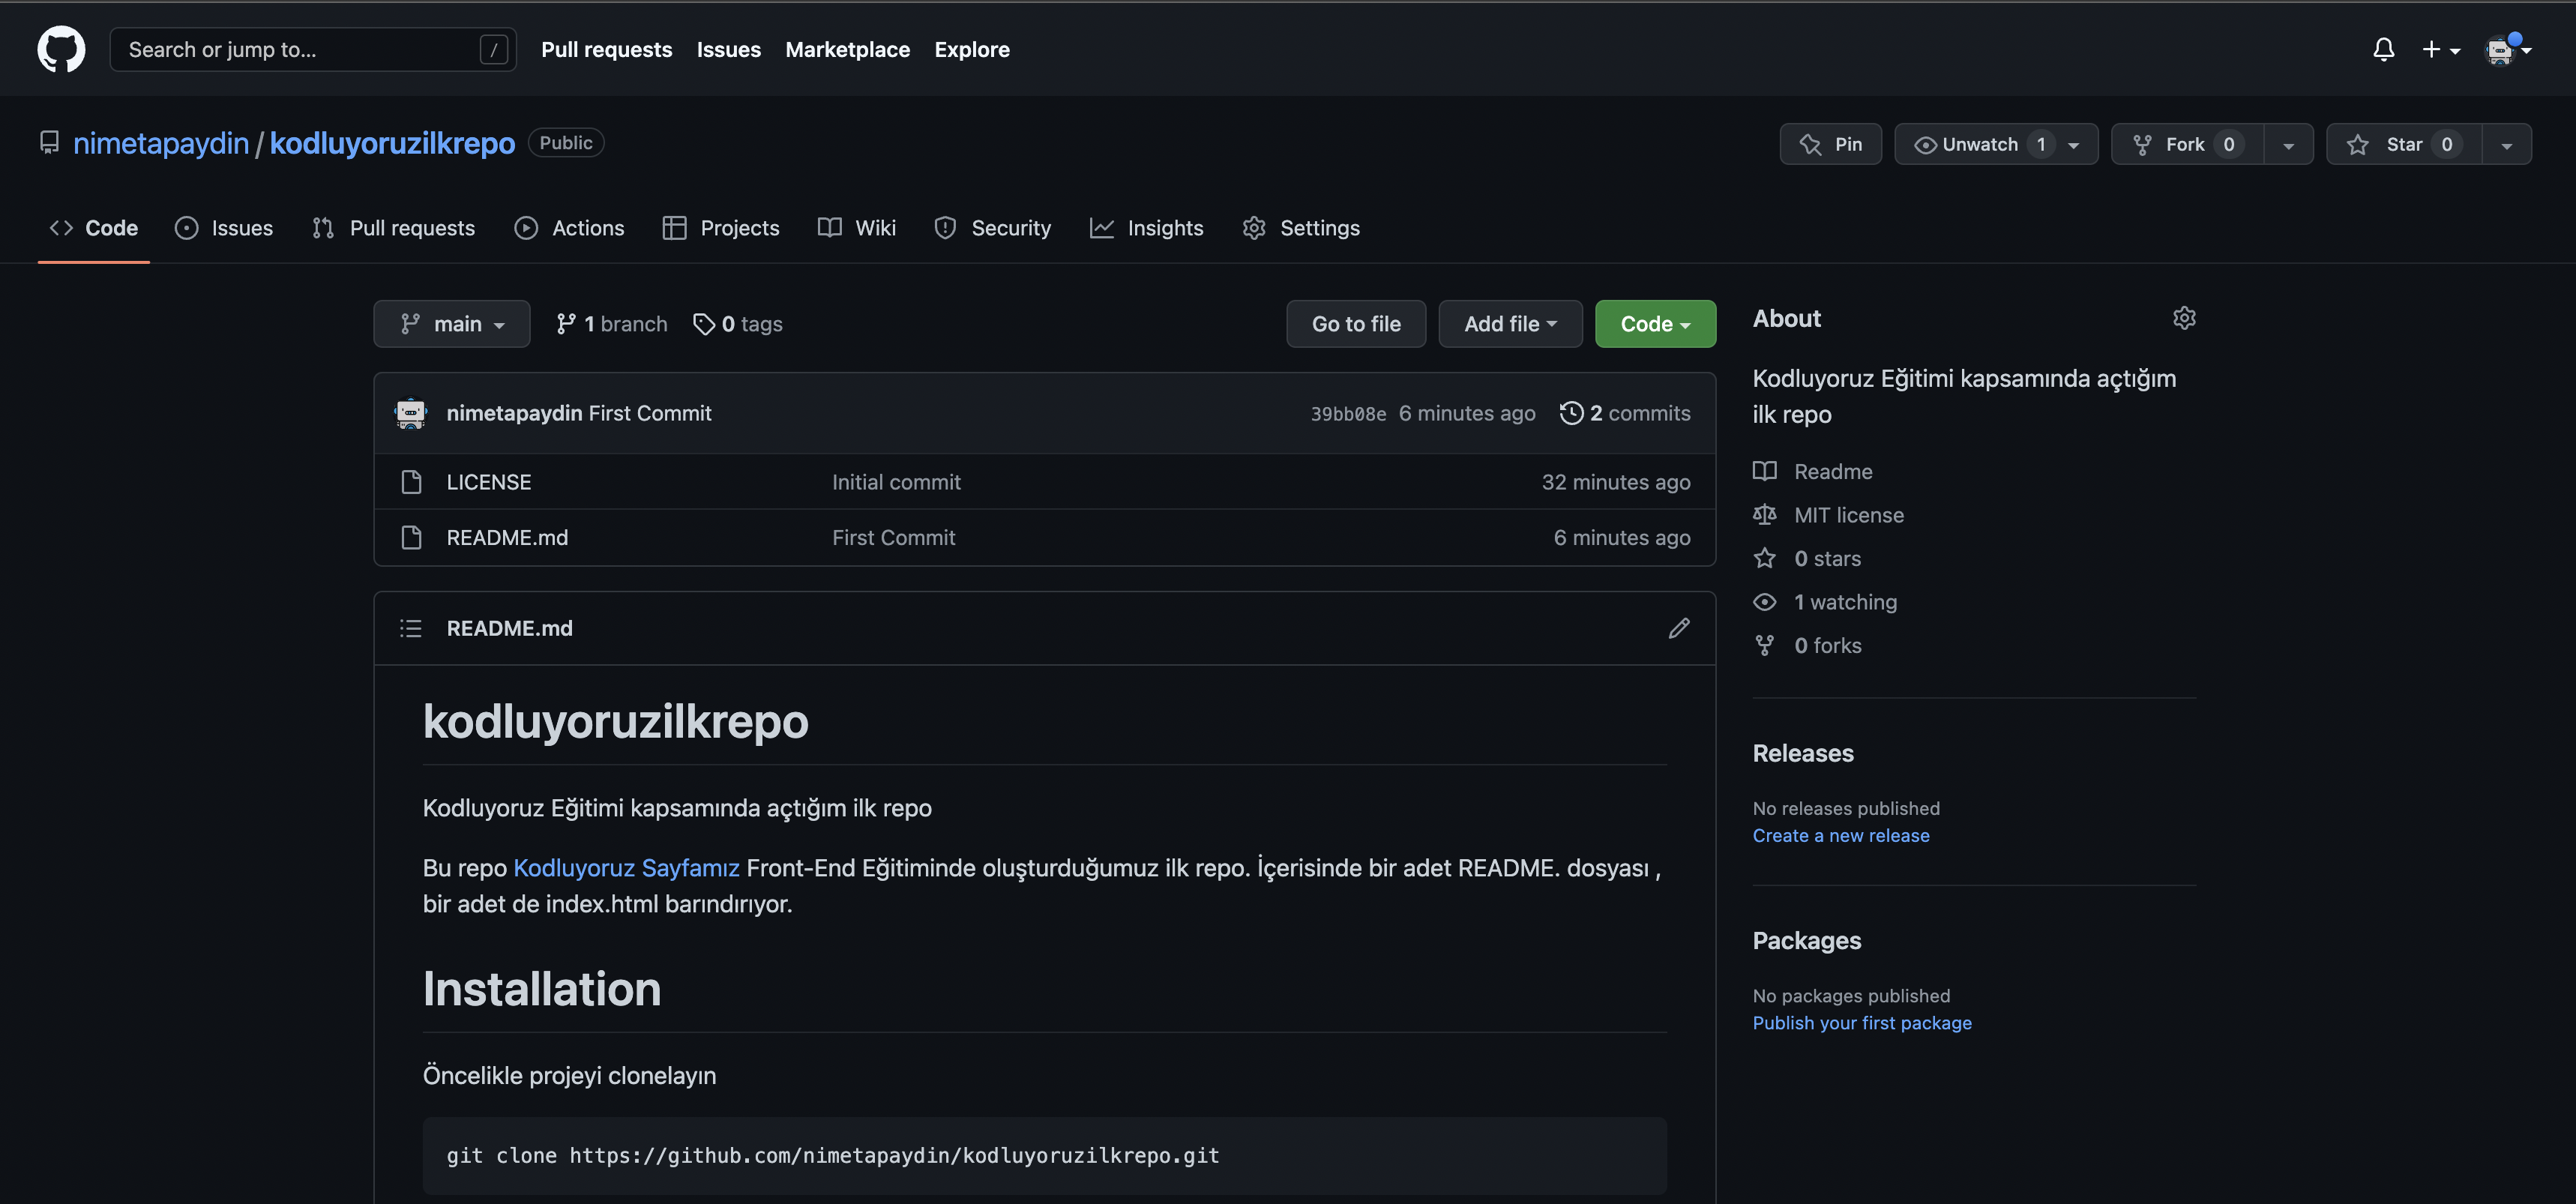 Search or jump to... /
Pull requests Issues Marketplace Explore
nimetapaydin / kodluyoruzilkrepo Public
Pin Unwatch 1 Fork 0 Star 0
Code Issues Pull requests Actions Projects Wiki Security Insights Settings
main 1 branch 0 tags Go to file Add file Code
nimetapaydin First Commit 39bb08e 6 minutes ago 2 commits
LICENSE Initial commit 32 minutes ago
README.md First Commit 6 minutes ago
README.md
kodluyoruzilkrepo
Kodluyoruz Eğitimi kapsamında açtığım ilk repo
Bu repo Kodluyoruz Sayfamız Front-End Eğitiminde oluşturduğumuz ilk repo. İçerisinde bir adet README. dosyası ,
bir adet de index.html barındırıyor.
Installation
Öncelikle projeyi clonelayın
git clone https://github.com/nimetapaydin/kodluyoruzilkrepo.git
About
Kodluyoruz Eğitimi kapsamında açtığım
ilk repo
Readme
MIT license
0 stars
1 watching
0 forks
Releases
No releases published
Create a new release
Packages
No packages published
Publish your first package